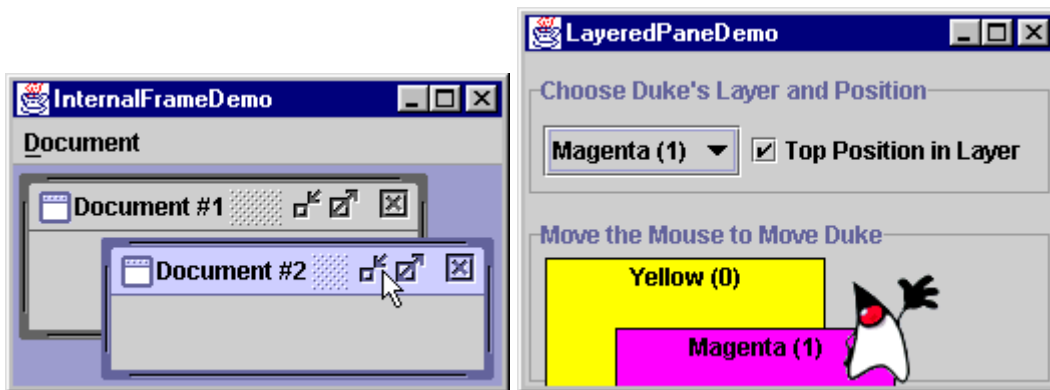 InternalFrameDemo
Document
Document #1
Document #2
LayeredPaneDemo
Choose Duke's Layer and Position
Magenta (1) Top Position in Layer
Move the Mouse to Move Duke
Yellow (0)
Magenta (1)